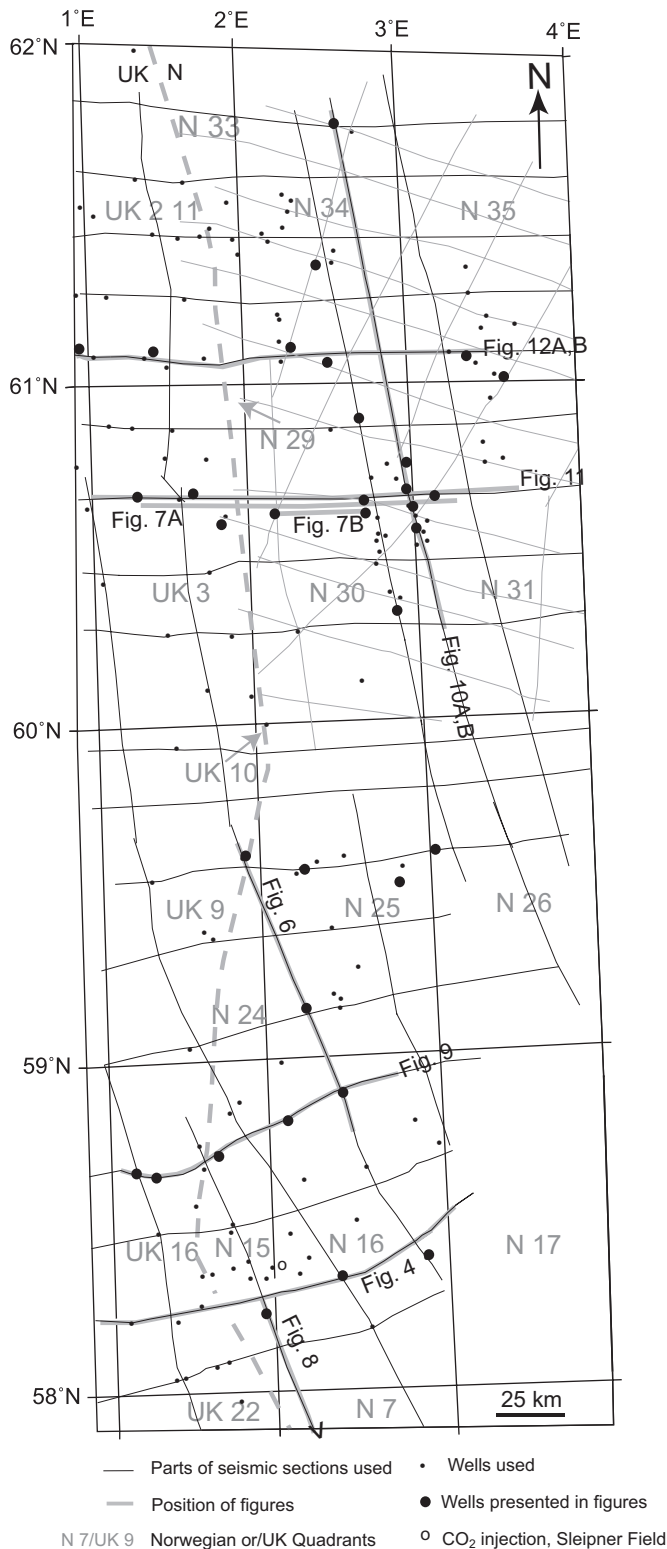 1°E 2°E 3°E 4°E
62°N
UK N
N
N 33
UK 2 11 N 34 N 35
Fig. 12A,B
61°N
N 29
Fig. 11
Fig. 7A Fig. 7B
UK 3 N 30 N 31
Fig. 10A,B
60°N
UK 10
Fig. 6
UK 9 N 25 N 26
N 24
59°N
Fig. 9
UK 16 N 15 N 16 N 17
Fig. 4
Fig. 8
58°N
UK 22 N 7
25 km
Parts of seismic sections used
Wells used
Position of figures
Wells presented in figures
N 7/UK 9 Norwegian or/UK Quadrants
CO2 injection, Sleipner Field